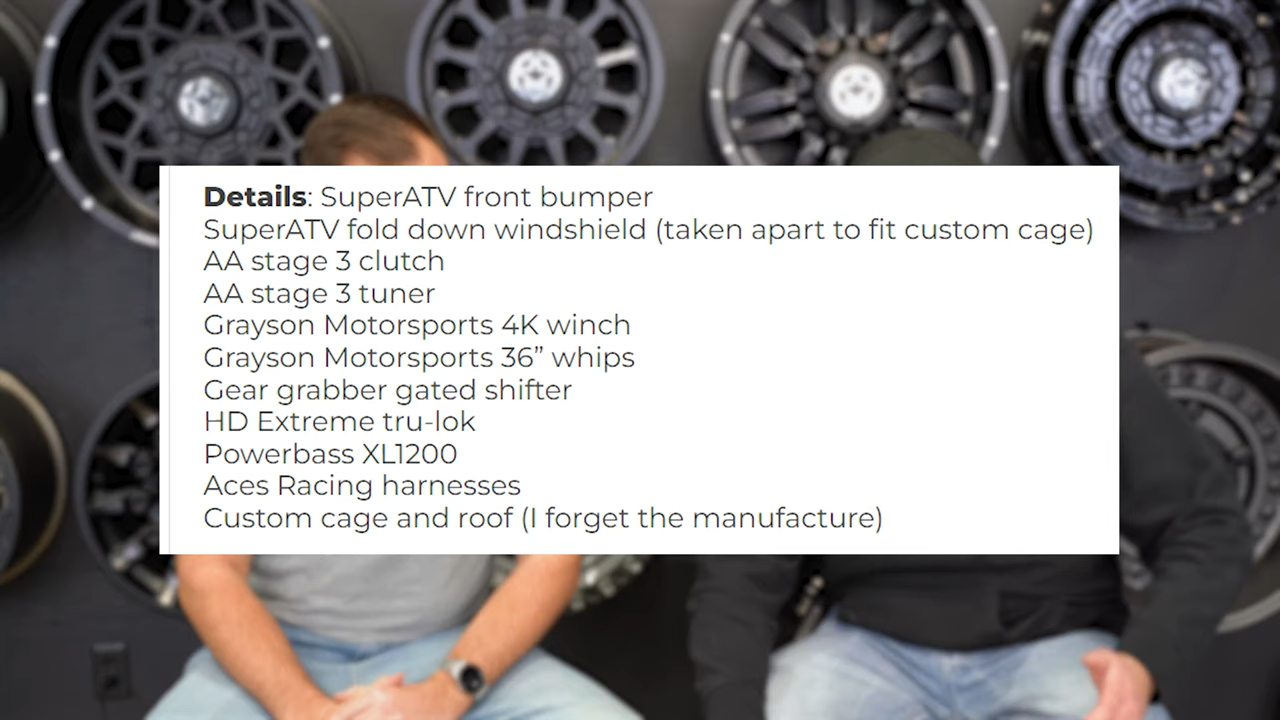 Details: SuperATV front bumper
SuperATV fold down windshield (taken apart to fit custom cage)
AA stage 3 clutch
AA stage 3 tuner
Grayson Motorsports 4K winch
Grayson Motorsports 36” whips
Gear grabber gated shifter
HD Extreme tru-lok
Powerbass XL1200
Aces Racing harnesses
Custom cage and roof (I forget the manufacture)